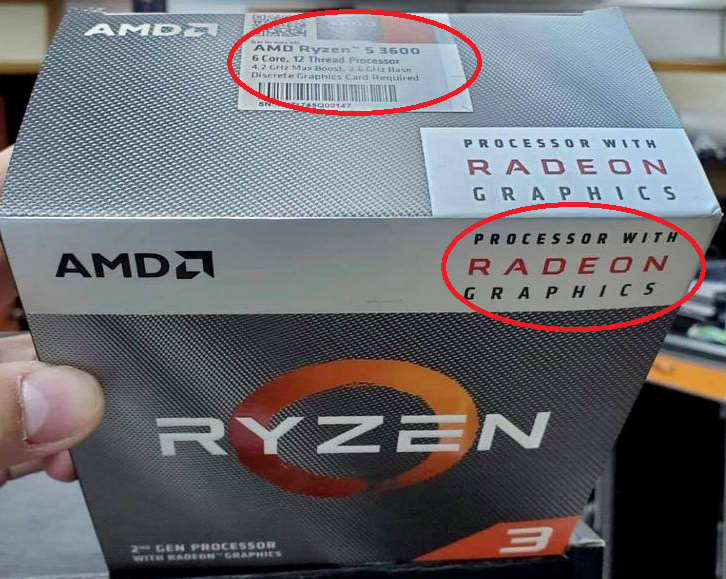 AMD
AMD Ryzen™ 5 3600
6 Core, 12 Thread Processor
4.2 GHz Max Boost, 3.6 GHz Base
Discrete Graphics Card Required
PROCESSOR WITH
RADEON
GRAPHICS
AMD
PROCESSOR WITH
RADEON
GRAPHICS
RYZEN
3
2ND GEN PROCESSOR
WITH RADEON™ GRAPHICS